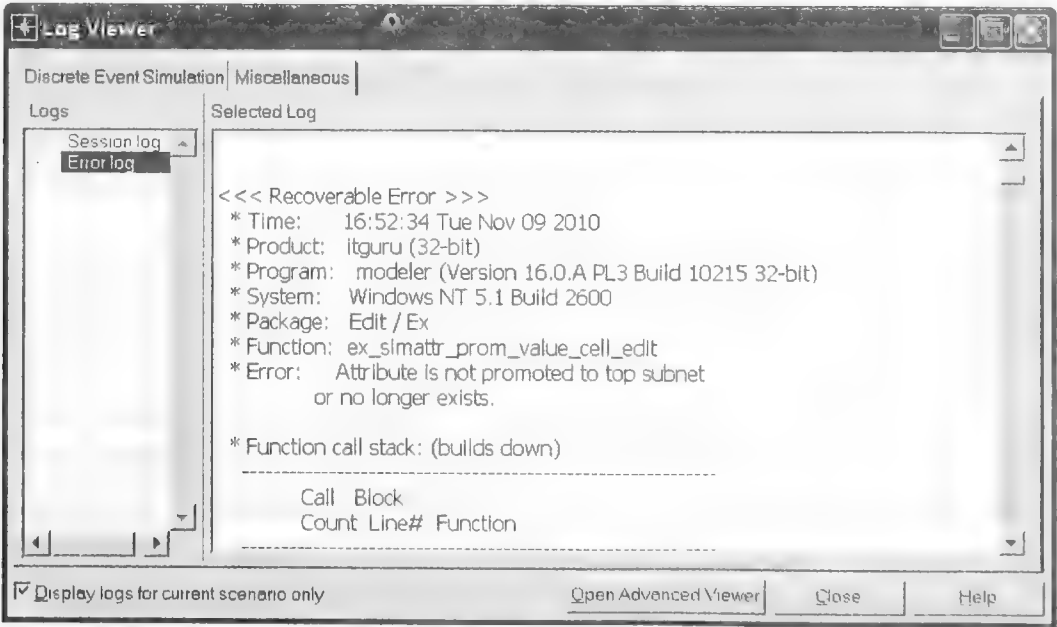 Log Viewer
Discrete Event Simulation Miscellaneous
Logs
Selected Log
Session log
Error log
<<< Recoverable Error >>>
* Time: 16:52:34 Tue Nov 09 2010
* Product: itguru (32-bit)
* Program: modeler (Version 16.0.A PL3 Build 10215 32-bit)
* System: Windows NT 5.1 Build 2600
* Package: Edit / Ex
* Function: ex_simattr_prom_value_cell_edit
* Error: Attribute is not promoted to top subnet
or no longer exists.
* Function call stack: (builds down)
------------------------------------------------------------
Call Block
Count Line# Function
------------------------------------------------------------
Display logs for current scenario only
Open Advanced Viewer
Close
Help